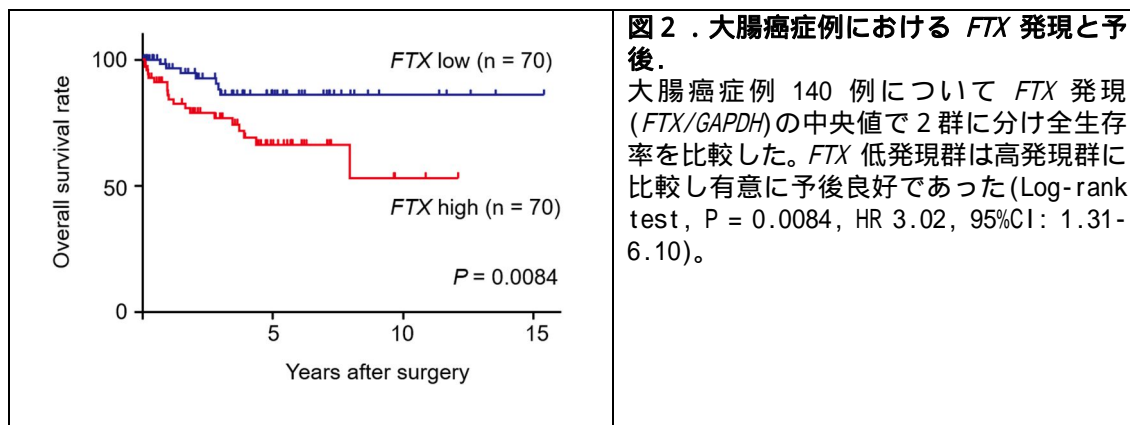 100
50
0
5
10
15
Overall survival rate
Years after surgery
FTX low (n = 70)
FTX high (n = 70)
P = 0.0084
図2．大腸癌症例における FTX 発現と予
後．
大腸癌症例 140 例について FTX 発現
(FTX/GAPDH)の中央値で2群に分け全生存
率を比較した。FTX 低発現群は高発現群に
比較し有意に予後良好であった(Log-rank
test, P = 0.0084, HR 3.02, 95%CI: 1.31-
6.10)。